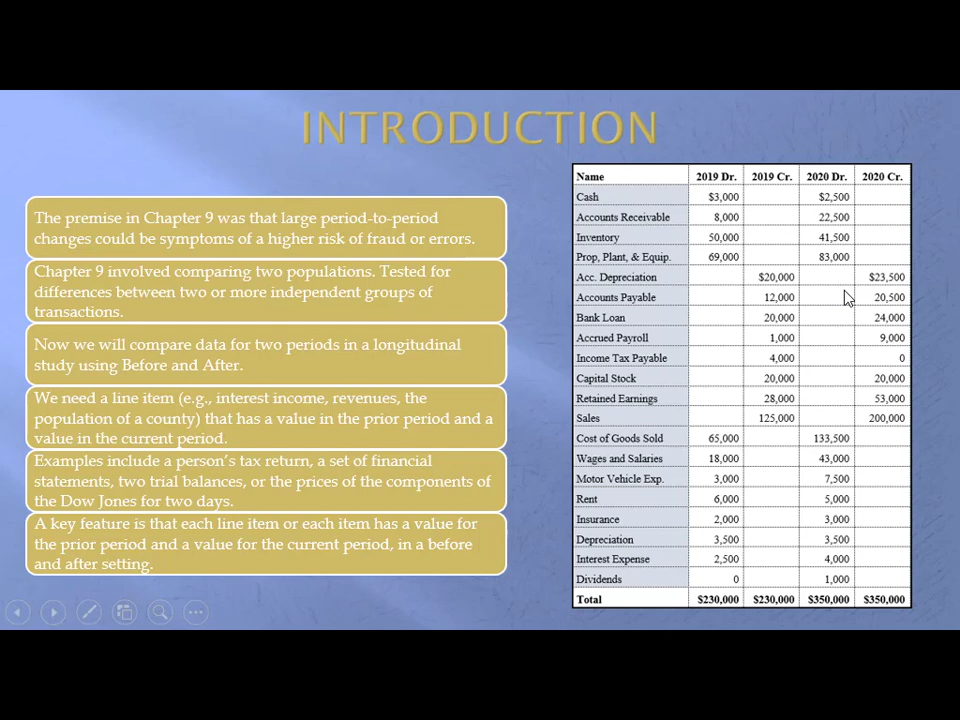 INTRODUCTION
The premise in Chapter 9 was that large period-to-period
changes could be symptoms of a higher risk of fraud or errors.
Chapter 9 involved comparing two populations. Tested for
differences between two or more independent groups of
transactions.
Now we will compare data for two periods in a longitudinal
study using Before and After.
We need a line item (e.g., interest income, revenues, the
population of a county) that has a value in the prior period and a
value in the current period.
Examples include a person's tax return, a set of financial
statements, two trial balances, or the prices of the components of
the Dow Jones for two days.
A key feature is that each line item or each item has a value for
the prior period and a value for the current period, in a before
and after setting.
Name 2019 Dr. 2019 Cr. 2020 Dr. 2020 Cr.
Cash $3,000 $2,500
Accounts Receivable 8,000 22,500
Inventory 50,000 41,500
Prop, Plant, & Equip. 69,000 83,000
Acc. Depreciation $20,000 $23,500
Accounts Payable 12,000 20,500
Bank Loan 20,000 24,000
Accrued Payroll 1,000 9,000
Income Tax Payable 4,000 0
Capital Stock 20,000 20,000
Retained Earnings 28,000 53,000
Sales 125,000 200,000
Cost of Goods Sold 65,000 133,500
Wages and Salaries 18,000 43,000
Motor Vehicle Exp. 3,000 7,500
Rent 6,000 5,000
Insurance 2,000 3,000
Depreciation 3,500 3,500
Interest Expense 2,500 4,000
Dividends 0 1,000
Total $230,000 $230,000 $350,000 $350,000